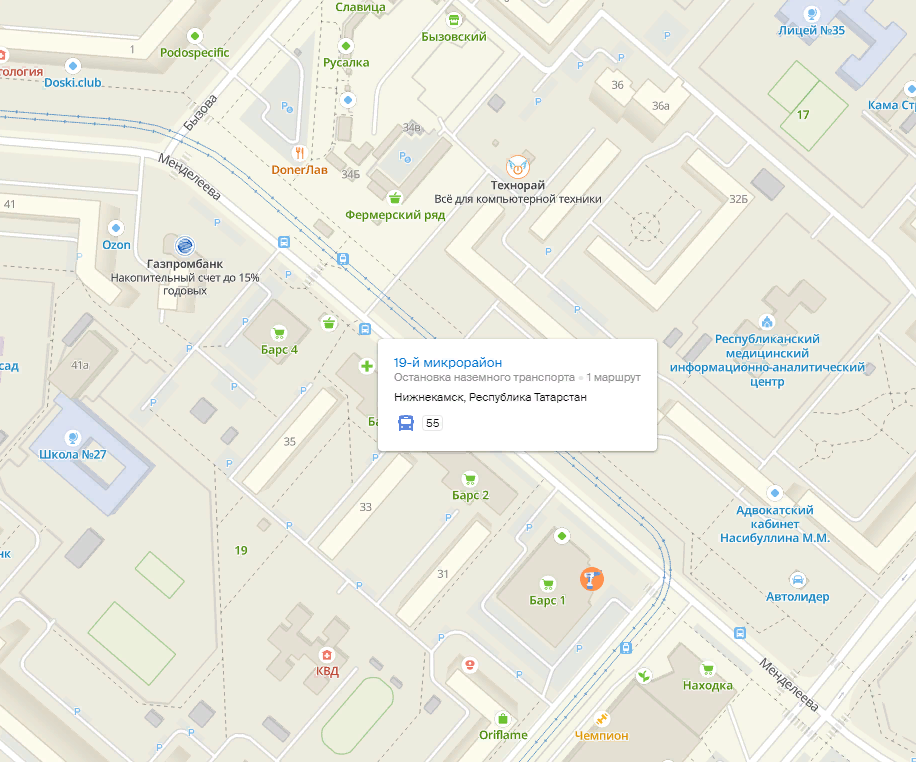 Славица
Бызовский
Лицей №35
1
Podospecific
Русалка
ология
Doski.club
36
36а
17
Кама Ст
Бызова
34в
DonerЛав
34Б
Менделеева
Технорай
Всё для компьютерной техники
32Б
41
Фермерский ряд
Ozon
Газпромбанк
Накопительный счет до 15%
годовых
Барс 4
Республиканский
медицинский
информационно-аналитический
центр
41а
сад
19-й микрорайон
Остановка наземного транспорта • 1 маршрут
Нижнекамск, Республика Татарстан
55
Ба
35
Школа №27
Барс 2
33
Адвокатский
кабинет
Насибуллина М.М.
19
нк
31
Барс 1
Автолидер
КВД
Находка
Менделеева
Oriflame
Чемпион